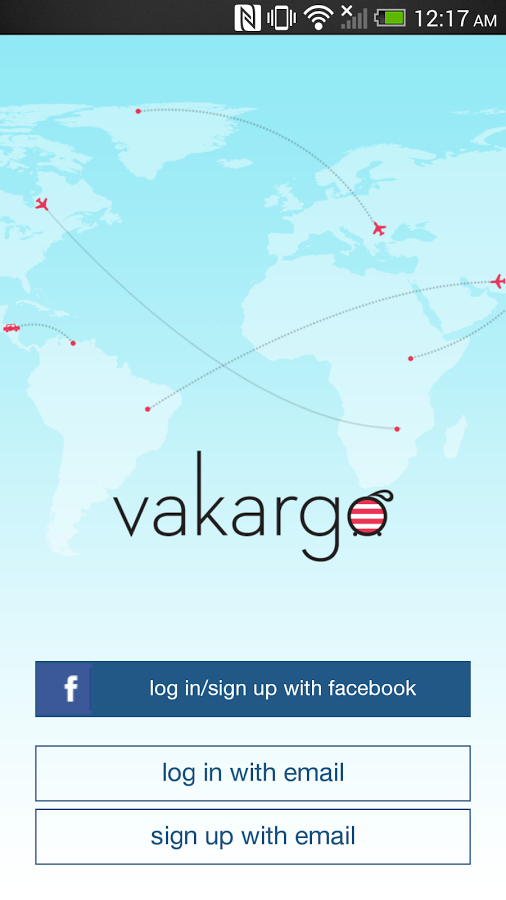 12:17 AM
vakargo
f
log in/sign up with facebook
log in with email
sign up with email